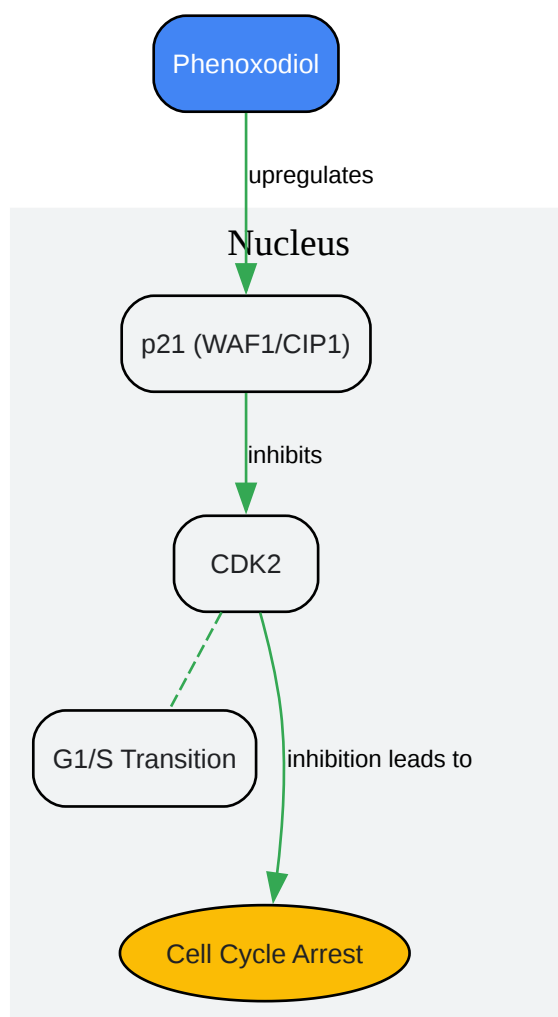 Phenoxodiol
upregulates
Nucleus
p21 (WAF1/CIP1)
inhibits
CDK2
G1/S Transition
inhibition leads to
Cell Cycle Arrest